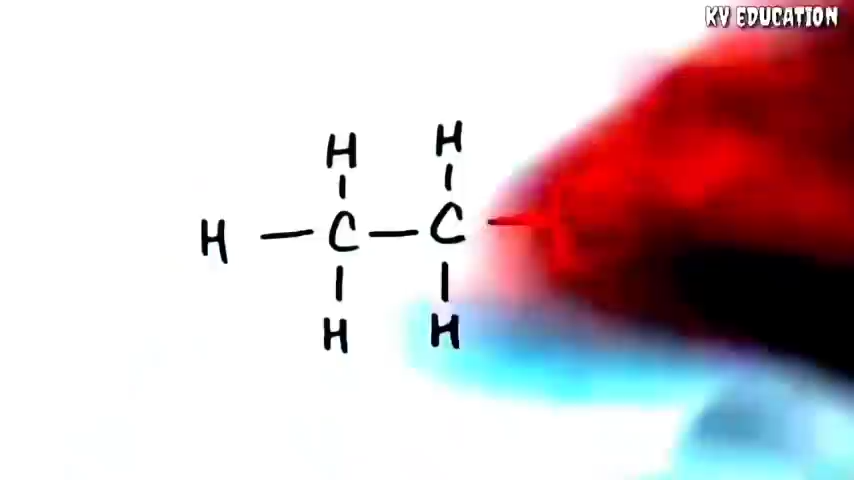 KV EDUCATION
H H
H — C — C —
H H